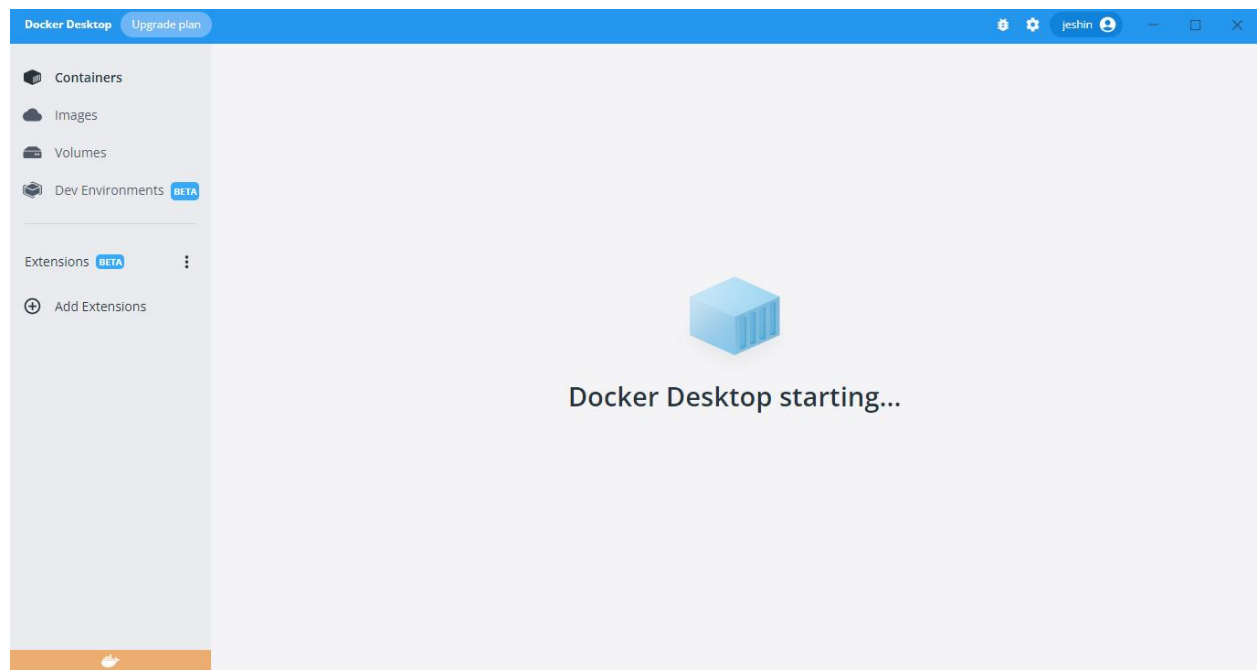 Docker Desktop Upgrade plan jeshin
Containers
Images
Volumes
Dev Environments BETA
Extensions BETA
Add Extensions
Docker Desktop starting...